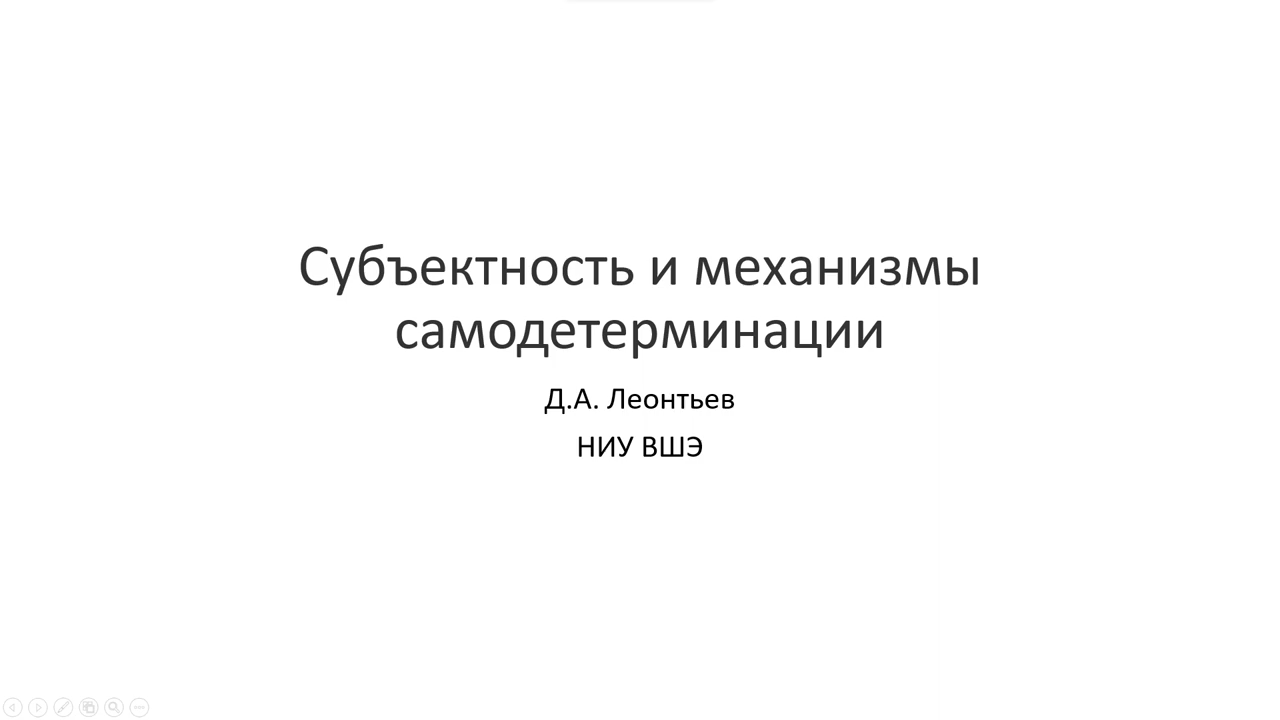 Субъектность и механизмы
самодетерминации
Д.А. Леонтьев
НИУ ВШЭ